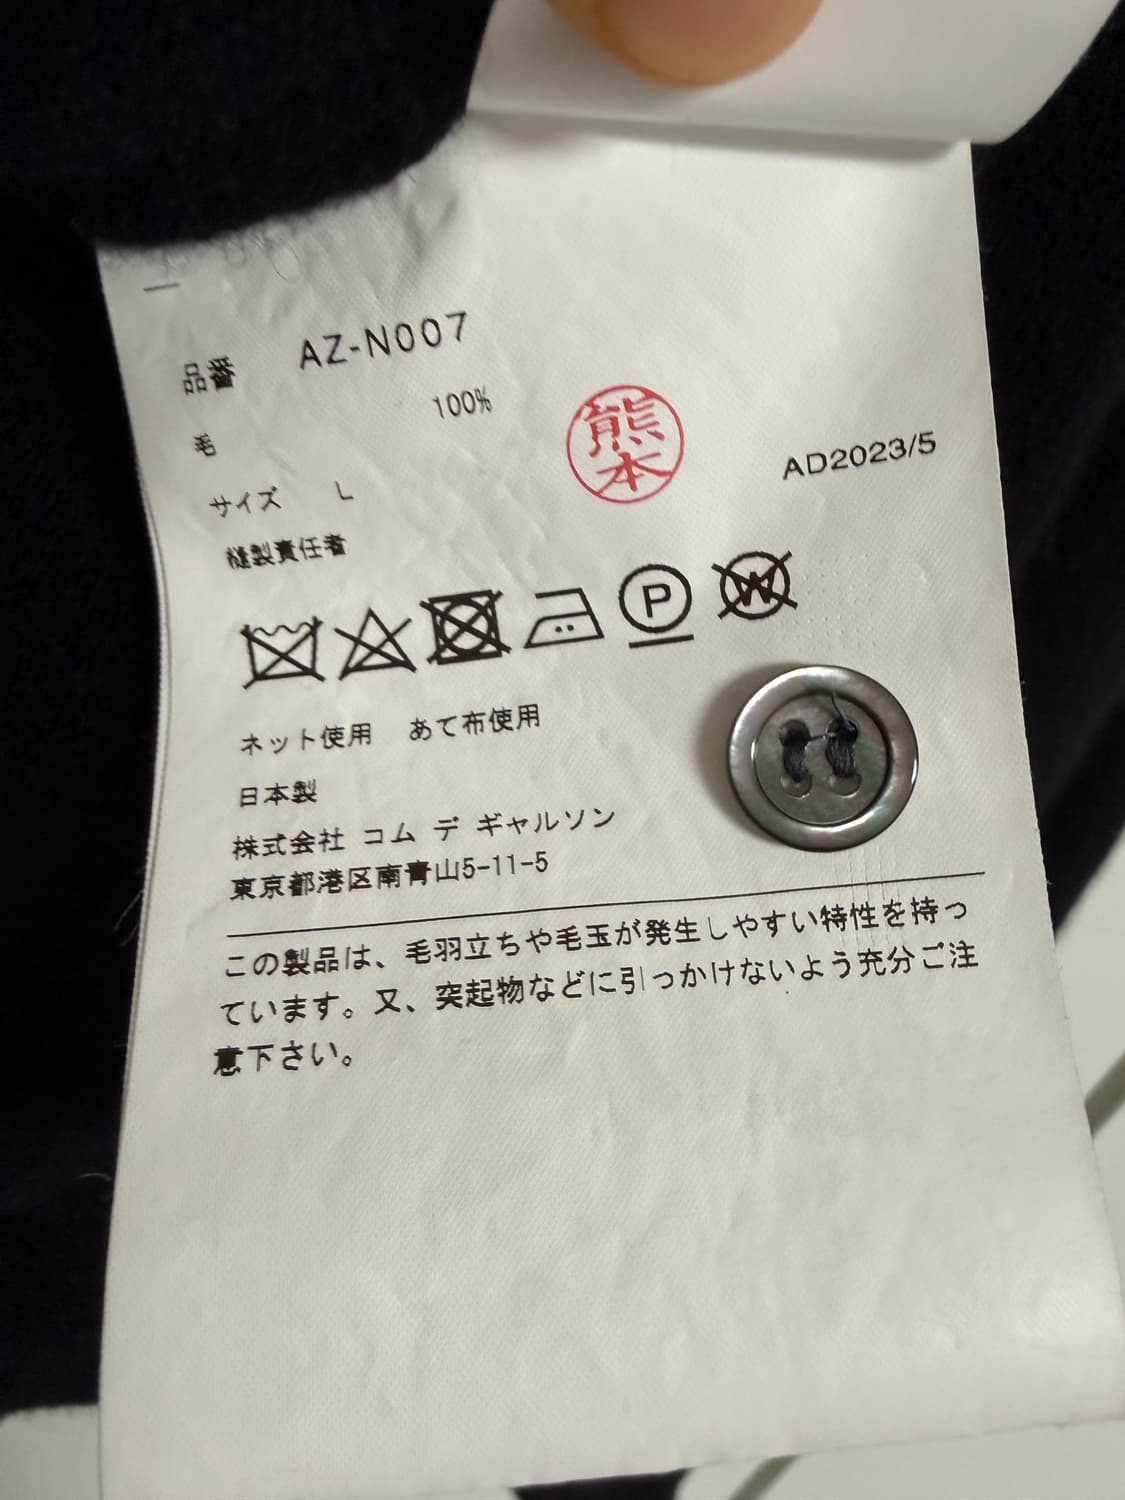 品番 AZ-N007
毛 100%
サイズ L
縫製責任者
熊本
AD2023/5
P W
ネット使用 あて布使用
日本製
株式会社 コム デ ギャルソン
東京都港区南青山5-11-5
この製品は、毛羽立ちや毛玉が発生しやすい特性を持っ
ています。又、突起物などに引っかけないよう充分ご注
意下さい。